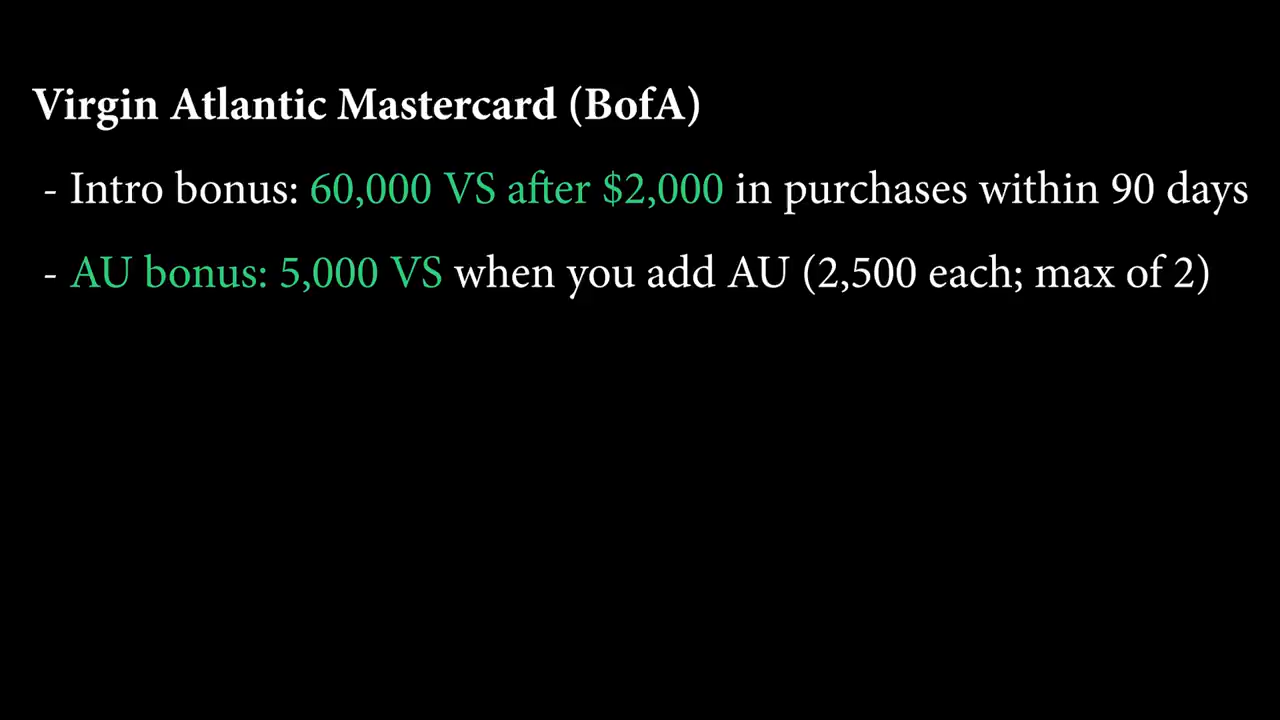 Virgin Atlantic Mastercard (BofA)
- Intro bonus: 60,000 VS after $2,000 in purchases within 90 days
- AU bonus: 5,000 VS when you add AU (2,500 each; max of 2)